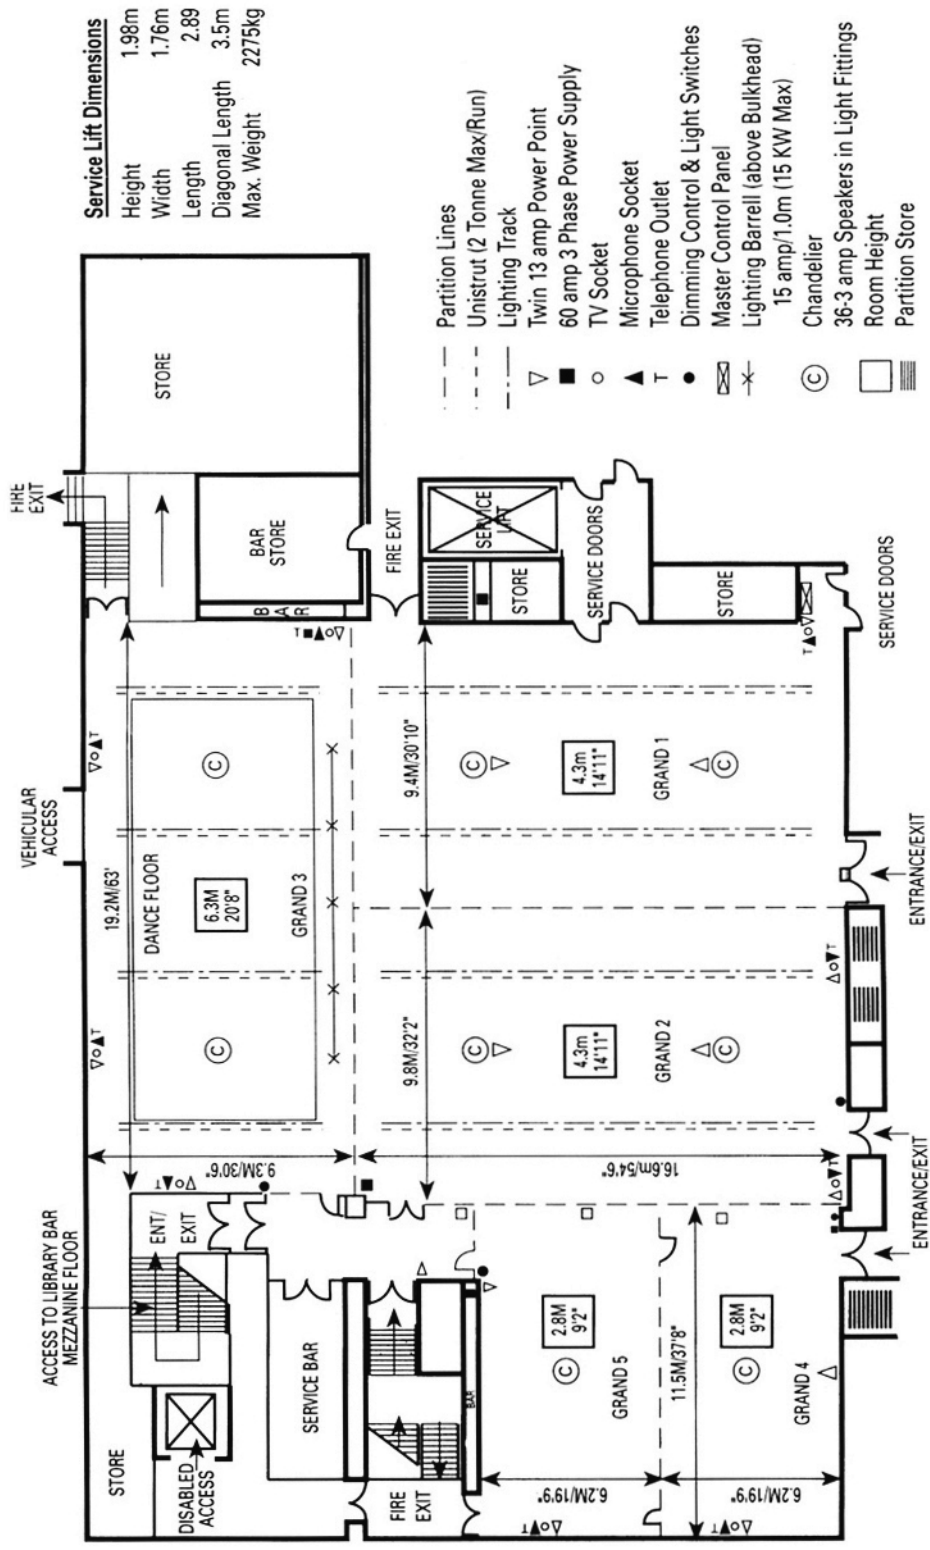 Service Lift Dimensions
Height 1.98m
Width 1.76m
Length 2.89
Diagonal Length 3.5m
Max. Weight 2275kg
Partition Lines
Unistrut (2 Tonne Max/Run)
Lighting Track
Twin 13 amp Power Point
60 amp 3 Phase Power Supply
TV Socket
Microphone Socket
T Telephone Outlet
Dimming Control & Light Switches
Master Control Panel
Lighting Barrell (above Bulkhead)
15 amp/1.0m (15 KW Max)
C Chandelier
36-3 amp Speakers in Light Fittings
Room Height
Partition Store
FIRE
EXIT
STORE
BAR
STORE
BAR
FIRE EXIT
SERVICE
LIFT
STORE
SERVICE DOORS
STORE
SERVICE DOORS
VEHICULAR
ACCESS
19.2M/63'
DANCE FLOOR
6.3M
20'8"
GRAND 3
C
C
T
T
T
9.3M/30'6"
9.4M/30'10"
9.8M/32'2"
C
4.3m
14'11"
GRAND 1
C
T
C
4.3m
14'11"
GRAND 2
C
T
16.6m/54'6"
T
ENTRANCE/EXIT
ENTRANCE/EXIT
ACCESS TO LIBRARY BAR
MEZZANINE FLOOR
ENT/
EXIT
STORE
DISABLED
ACCESS
SERVICE BAR
FIRE
EXIT
BAR
2.8M
9'2"
C
GRAND 5
11.5M/37'8"
2.8M
9'2"
C
GRAND 4
6.2M/19'9"
6.2M/19'9"
T
T